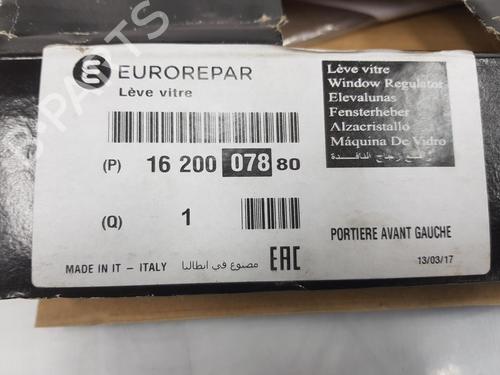 EUROREPAR
Lève vitre
(P) 16 200 078 80
(Q) 1
MADE IN IT - ITALY
مصنوع في ايطاليا
EAC
Lève vitre
Window Regulator
Elevalunas
Fensterheber
Alzacristallo
Máquina De Vidro
PORTIERE AVANT GAUCHE
13/03/17
B-PARTS